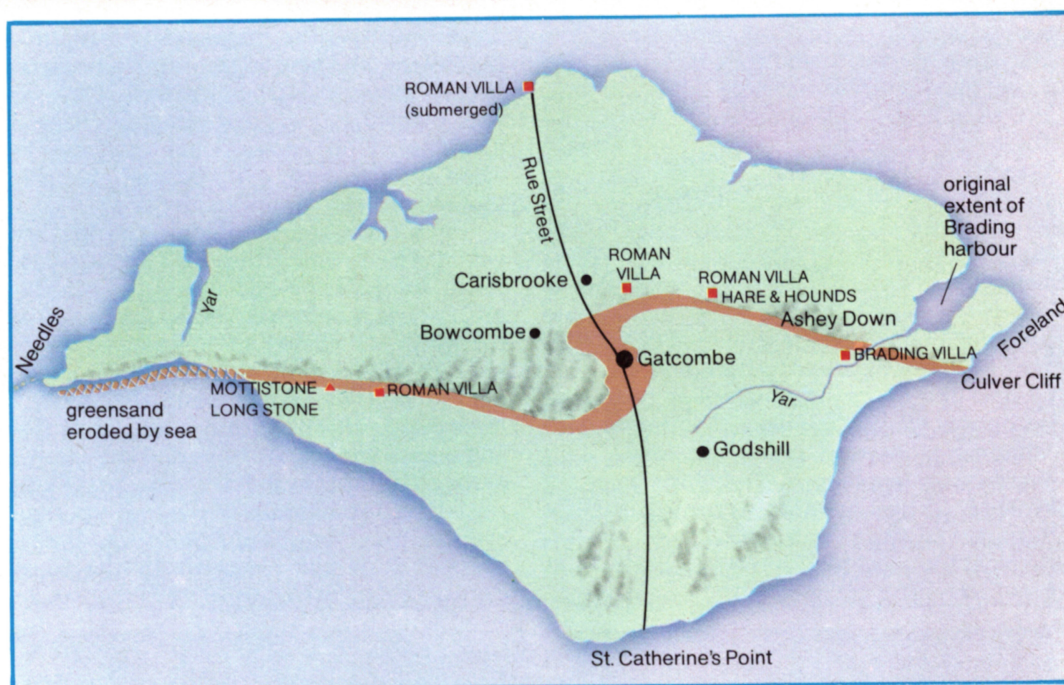 ROMAN VILLA
(submerged)
Rue Street
original
extent of
Brading
harbour
Carisbrooke
ROMAN
VILLA
ROMAN VILLA
HARE & HOUNDS
Ashey Down
Yar
Needles
Bowcombe
Gatcombe
BRADING VILLA
Foreland
Culver Cliff
MOTTISTONE
LONG STONE
ROMAN VILLA
greensand
eroded by sea
Yar
Godshill
St. Catherine's Point